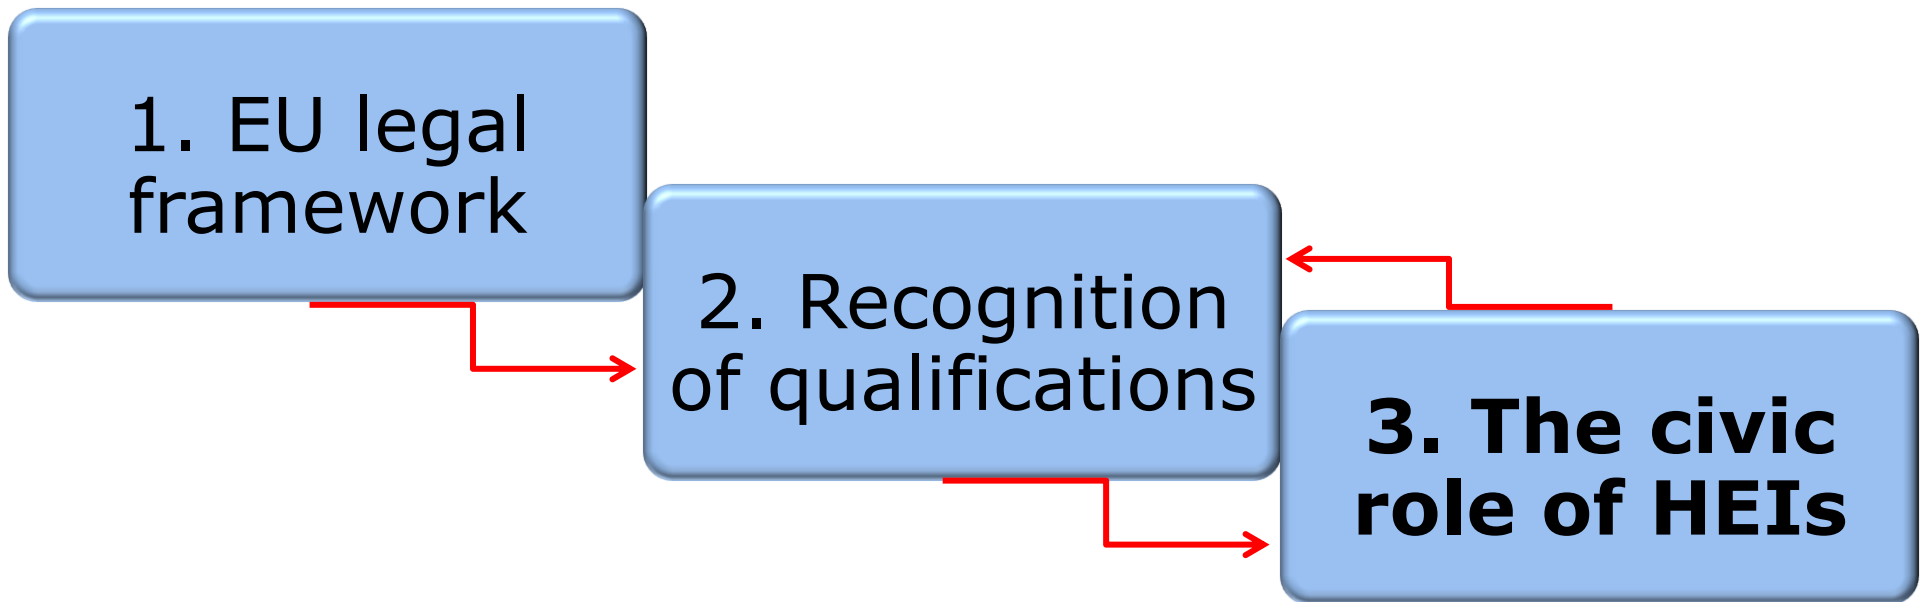 1. EU legal
framework
2. Recognition
of qualifications
3. The civic
role of HEIs